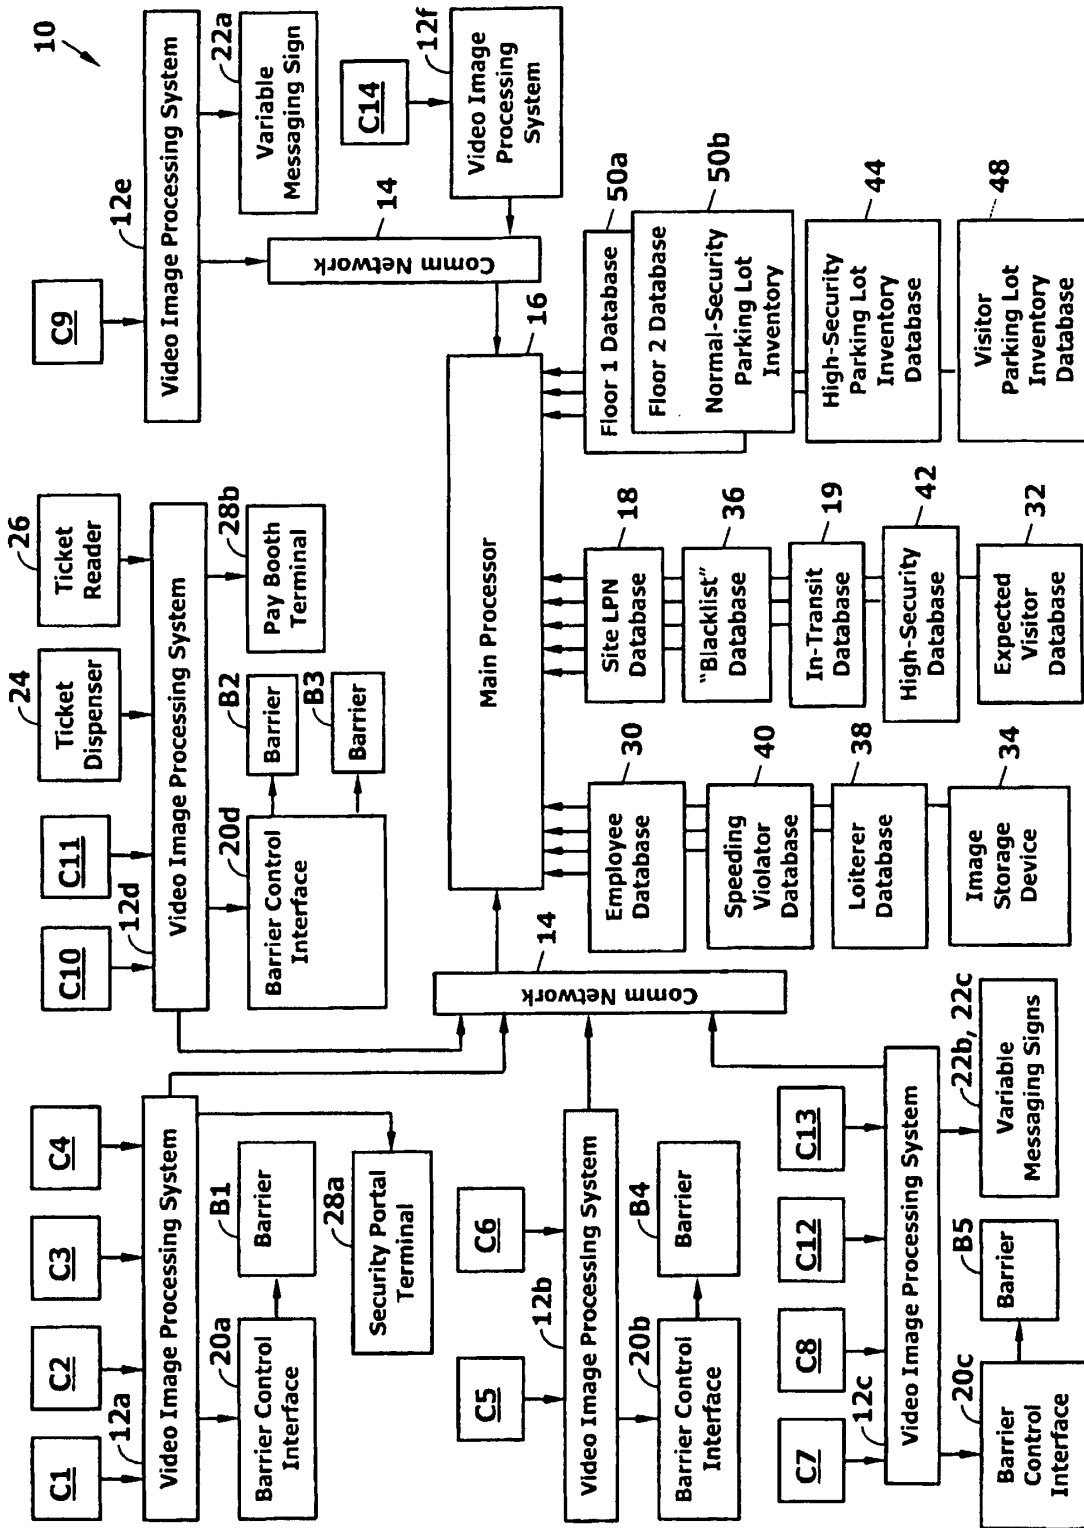 10
C1
C2
C3
C4
12a
Video Image Processing System
20a
Barrier Control
Interface
B1
Barrier
28a
Security Portal
Terminal
C10
C11
24
Ticket
Dispenser
26
Ticket
Reader
12d
Video Image Processing System
20d
Barrier Control
Interface
B2
Barrier
B3
Barrier
28b
Pay Booth
Terminal
C9
12e
Video Image Processing System
22a
Variable
Messaging Sign
14
Comm Network
C14
12f
Video Image
Processing
System
C5
C6
12b
Video Image Processing System
20b
Barrier Control
Interface
B4
Barrier
14
Comm Network
16
Main Processor
C7
C8
C12
C13
12c
Video Image Processing System
20c
Barrier
Control
Interface
B5
Barrier
22b, 22c
Variable
Messaging Signs
30
Employee
Database
40
Speeding
Violator
Database
38
Loiterer
Database
34
Image
Storage
Device
18
Site LPN
Database
36
“Blacklist”
Database
19
In-Transit
Database
42
High-Security
Database
32
Expected
Visitor
Database
50a
Floor 1 Database
50b
Floor 2 Database
Normal-Security
Parking Lot
Inventory
44
High-Security
Parking Lot
Inventory
Database
48
Visitor
Parking Lot
Inventory
Database